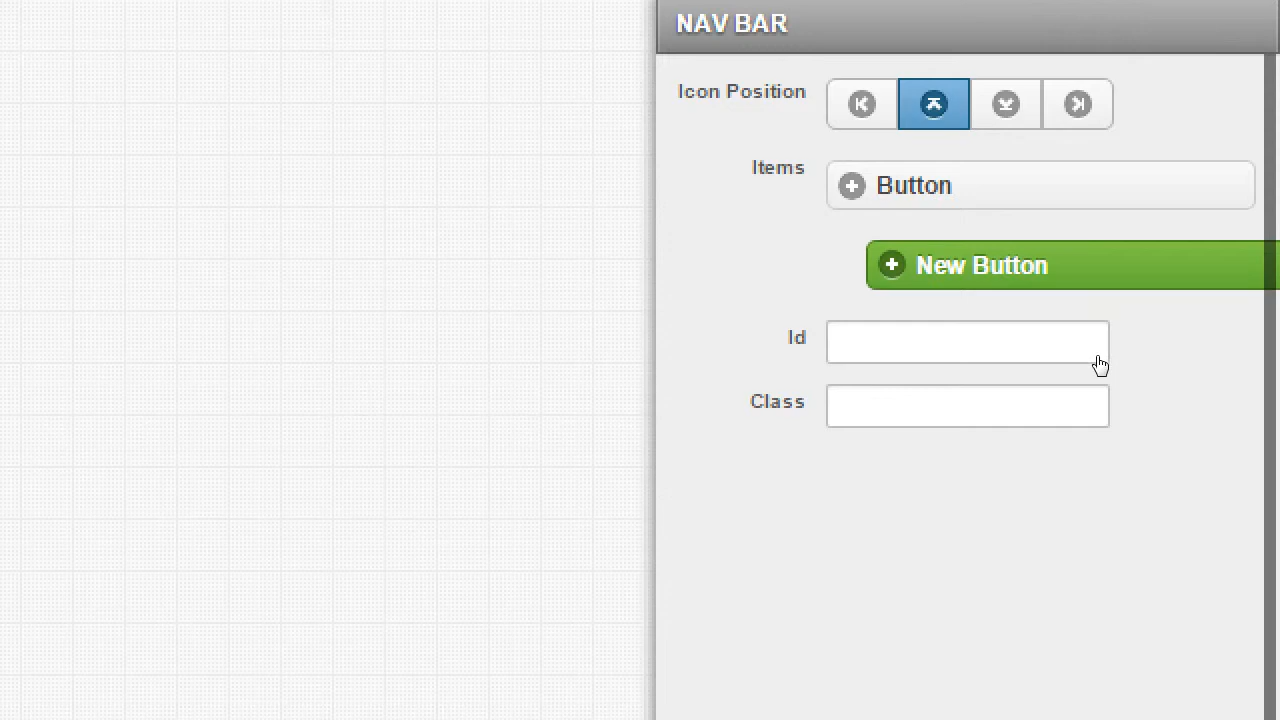 NAV BAR
Icon Position
Items
Button
New Button
Id
Class